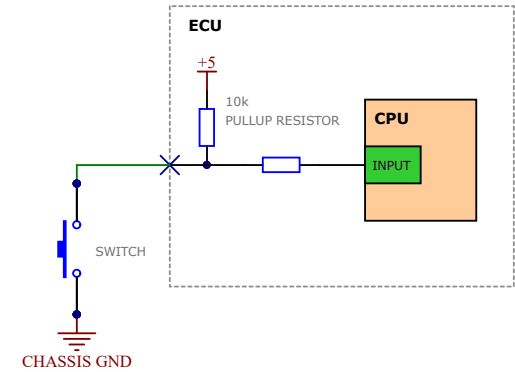 ECU
+5
10k
PULLUP RESISTOR
CPU
INPUT
SWITCH
CHASSIS GND